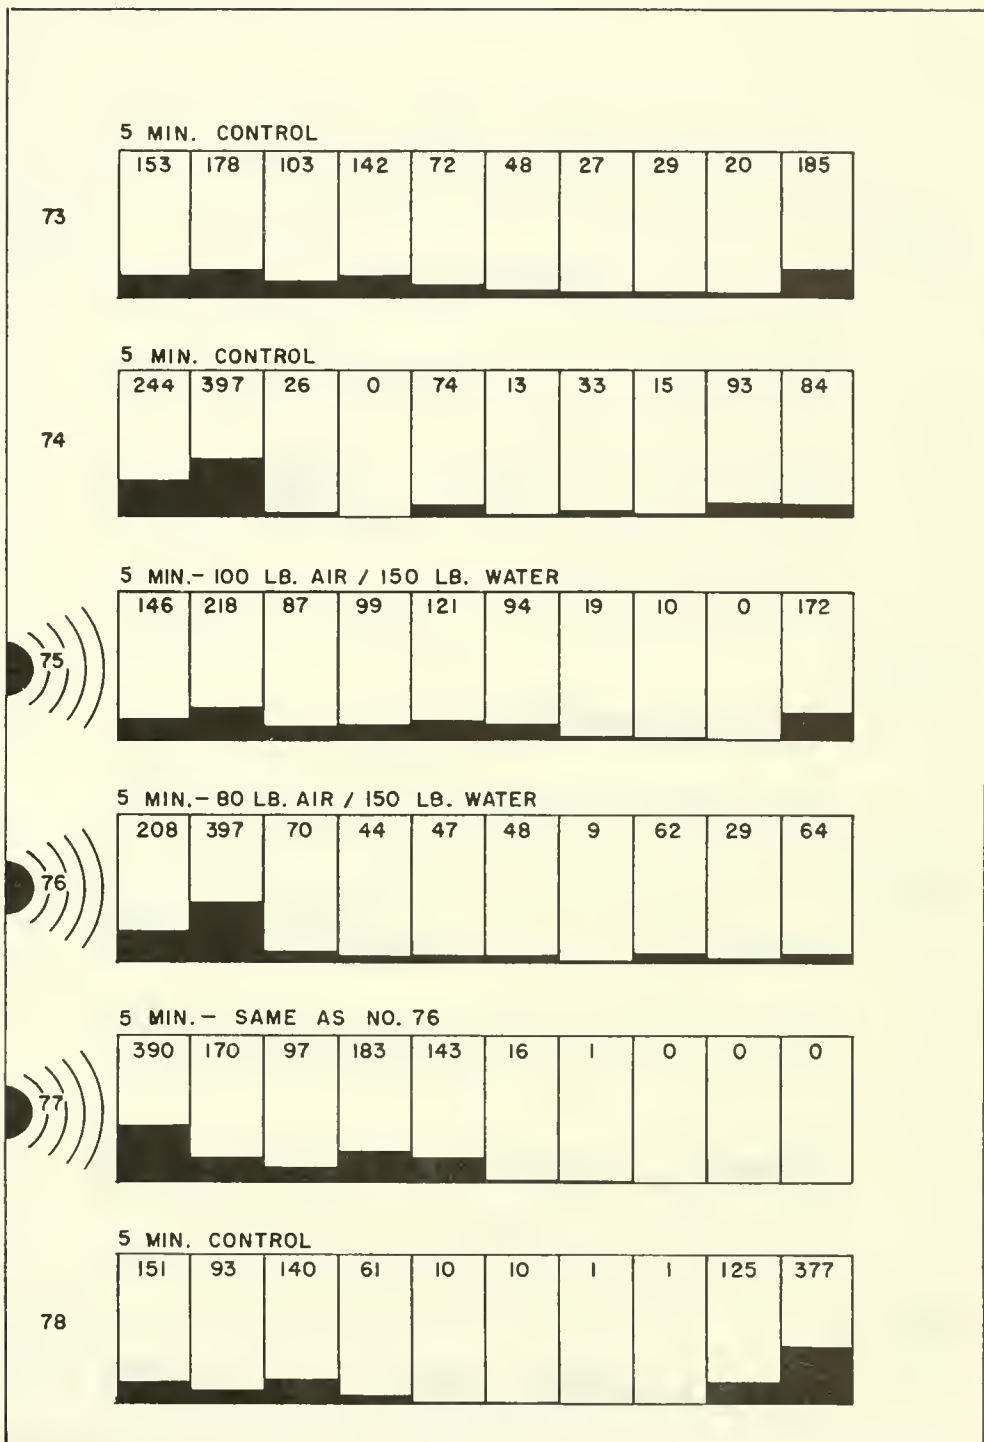 5 MIN. CONTROL
153 178 103 142 72 48 27 29 20 185
73
5 MIN. CONTROL
244 397 26 0 74 13 33 15 93 84
74
5 MIN.- 100 LB. AIR / 150 LB. WATER
146 218 87 99 121 94 19 10 0 172
75
5 MIN.- 80 LB. AIR / 150 LB. WATER
208 397 70 44 47 48 9 62 29 64
76
5 MIN.- SAME AS NO. 76
390 170 97 183 143 16 1 0 0 0
77
5 MIN. CONTROL
151 93 140 61 10 10 1 1 125 377
78